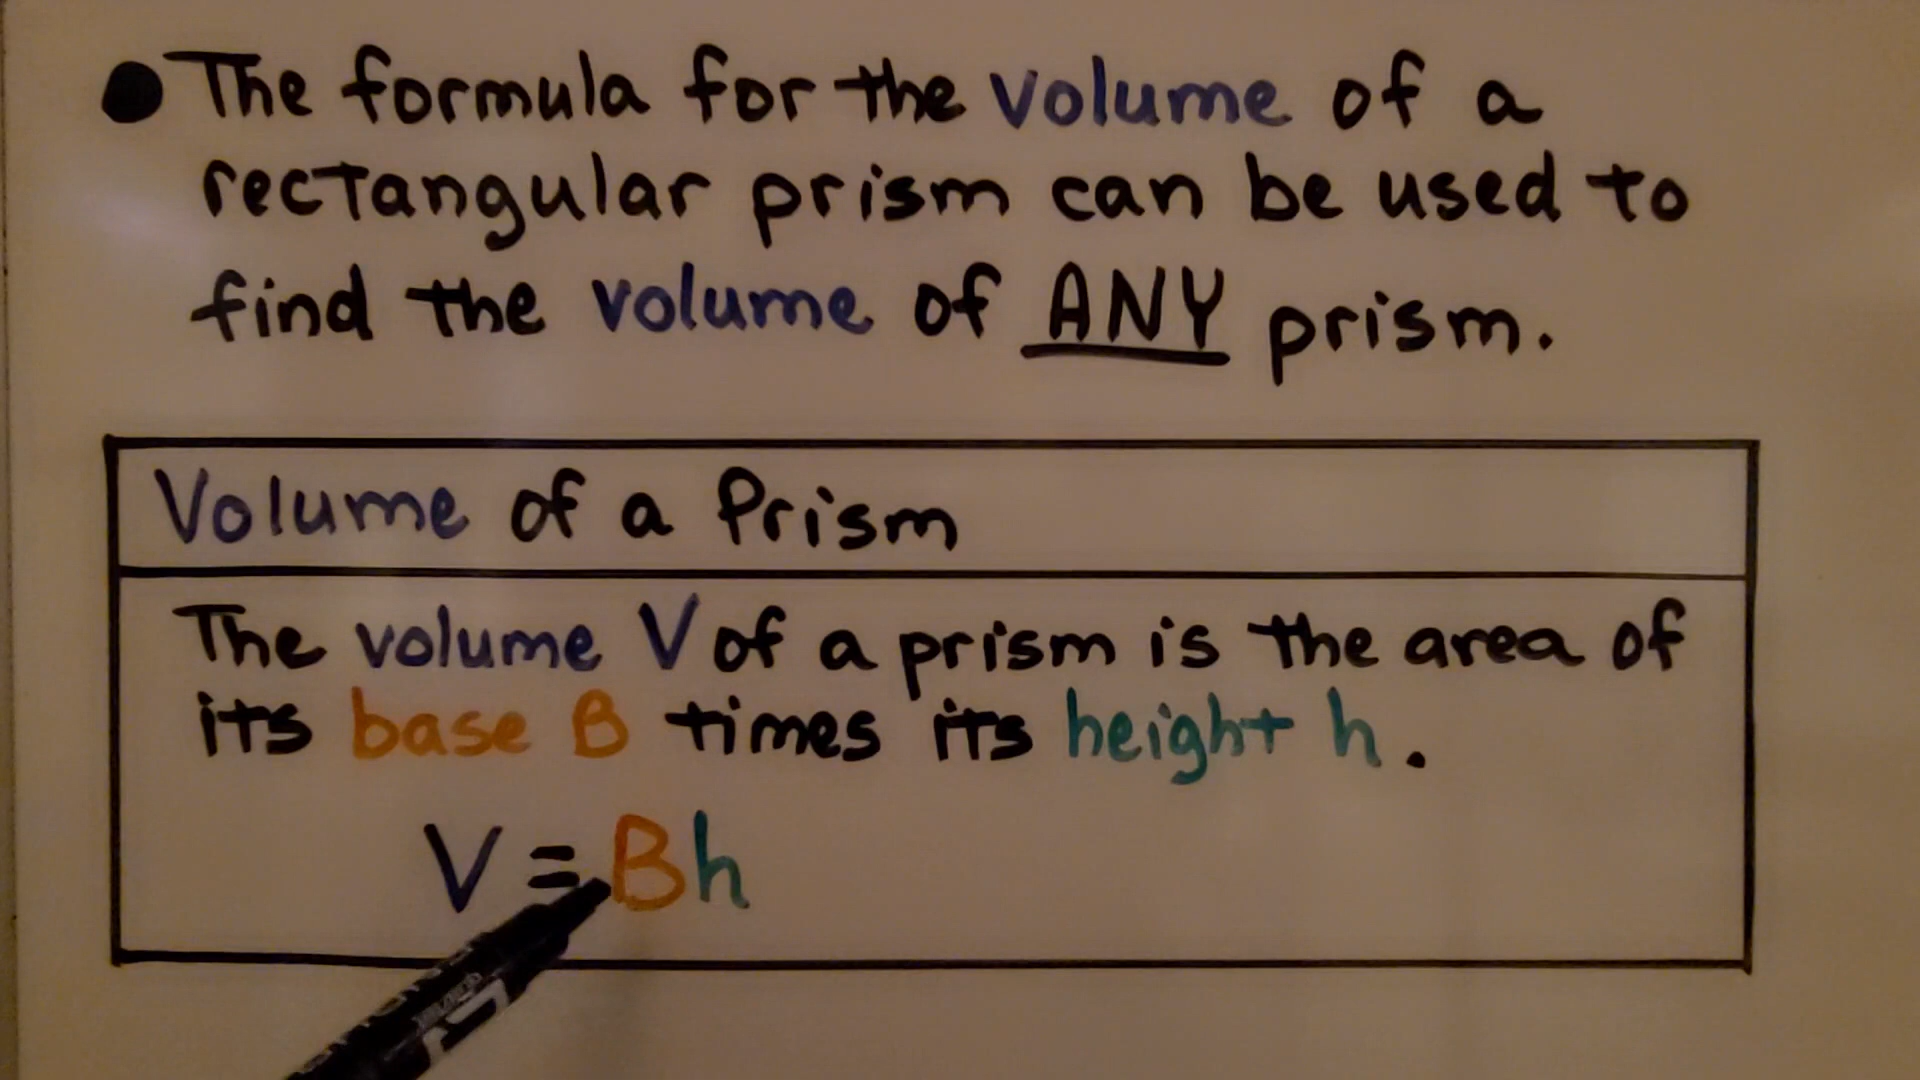 The formula for the volume of a
rectangular prism can be used to
find the volume of ANY prism.
Volume of a Prism
The volume V of a prism is the area of
its base B times its height h.
V = Bh